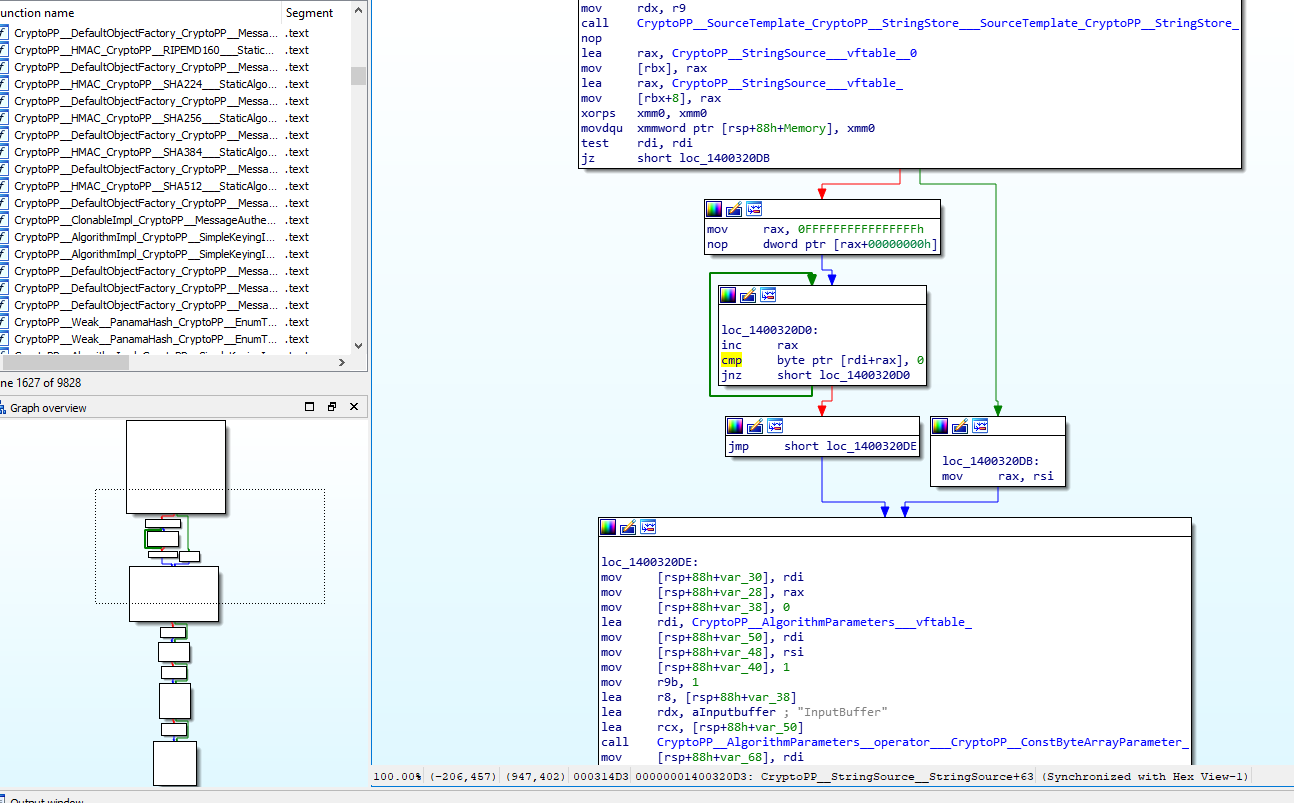 unction name Segment
CryptoPP__DefaultObjectFactory_CryptoPP__Messa... .text
CryptoPP__HMAC_CryptoPP__RIPEMD160___Static... .text
CryptoPP__DefaultObjectFactory_CryptoPP__Messa... .text
CryptoPP__HMAC_CryptoPP__SHA224___StaticAlgo... .text
CryptoPP__DefaultObjectFactory_CryptoPP__Messa... .text
CryptoPP__HMAC_CryptoPP__SHA256___StaticAlgo... .text
CryptoPP__DefaultObjectFactory_CryptoPP__Messa... .text
CryptoPP__HMAC_CryptoPP__SHA384___StaticAlgo... .text
CryptoPP__DefaultObjectFactory_CryptoPP__Messa... .text
CryptoPP__HMAC_CryptoPP__SHA512___StaticAlgo... .text
CryptoPP__DefaultObjectFactory_CryptoPP__Messa... .text
CryptoPP__ClonableImpl_CryptoPP__MessageAuthe... .text
CryptoPP__AlgorithmImpl_CryptoPP__SimpleKeyingI... .text
CryptoPP__AlgorithmImpl_CryptoPP__SimpleKeyingI... .text
CryptoPP__DefaultObjectFactory_CryptoPP__Messa... .text
CryptoPP__DefaultObjectFactory_CryptoPP__Messa... .text
CryptoPP__DefaultObjectFactory_CryptoPP__Messa... .text
CryptoPP__Weak__PanamaHash_CryptoPP__EnumT... .text
CryptoPP__Weak__PanamaHash_CryptoPP__EnumT... .text
ne 1627 of 9828
Graph overview
mov rdx, r9
call CryptoPP__SourceTemplate_CryptoPP__StringStore___SourceTemplate_CryptoPP__StringStore_
nop
lea rax, CryptoPP__StringSource___vftable__0
mov [rbx], rax
lea rax, CryptoPP__StringSource___vftable_
mov [rbx+8], rax
xorps xmm0, xmm0
movdqu xmmword ptr [rsp+88h+Memory], xmm0
test rdi, rdi
jz short loc_1400320DB
mov rax, 0FFFFFFFFFFFFFFFFh
nop dword ptr [rax+00000000h]
loc_1400320D0:
inc rax
cmp byte ptr [rdi+rax], 0
jnz short loc_1400320D0
jmp short loc_1400320DE
loc_1400320DB:
mov rax, rsi
loc_1400320DE:
mov [rsp+88h+var_30], rdi
mov [rsp+88h+var_28], rax
mov [rsp+88h+var_38], 0
lea rdi, CryptoPP__AlgorithmParameters___vftable_
mov [rsp+88h+var_50], rdi
mov [rsp+88h+var_48], rsi
mov [rsp+88h+var_40], 1
mov r9b, 1
lea r8, [rsp+88h+var_38]
lea rdx, aInputbuffer ; "InputBuffer"
lea rcx, [rsp+88h+var_50]
call CryptoPP__AlgorithmParameters__operator___CryptoPP__ConstByteArrayParameter_
mov [rsp+88h+var_68], rdi
100.00% (-206,457) (947,402) 000314D3 00000001400320D3: CryptoPP__StringSource__StringSource+63 (Synchronized with Hex View-1)
Output window